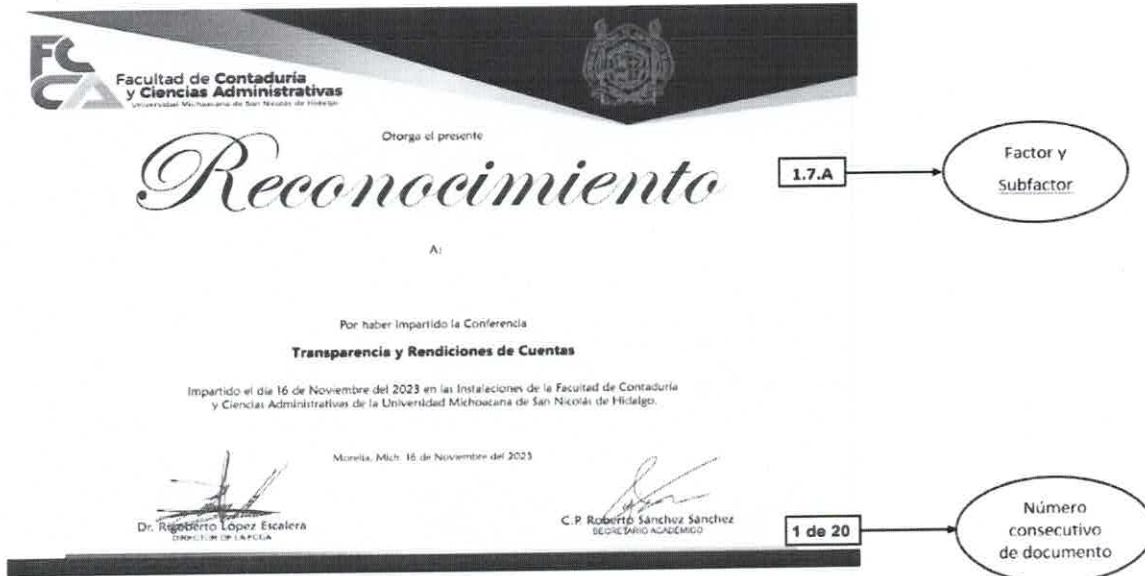 FC
CA
Facultad de Contaduría
y Ciencias Administrativas
Universidad Michoacana de San Nicolás de Hidalgo
Otorga el presente
Reconocimiento
A:
Por haber impartido la Conferencia
Transparencia y Rendiciones de Cuentas
Impartido el día 16 de Noviembre del 2023 en las Instalaciones de la Facultad de Contaduría
y Ciencias Administrativas de la Universidad Michoacana de San Nicolás de Hidalgo.
Morelia, Mich. 16 de Noviembre del 2023
Dr. Rigoberto López Escalera
DIRECTOR DE LA FCCA
C.P. Roberto Sánchez Sánchez
SECRETARIO ACADÉMICO
1.7.A
Factor y
Subfactor
1 de 20
Número
consecutivo
de documento